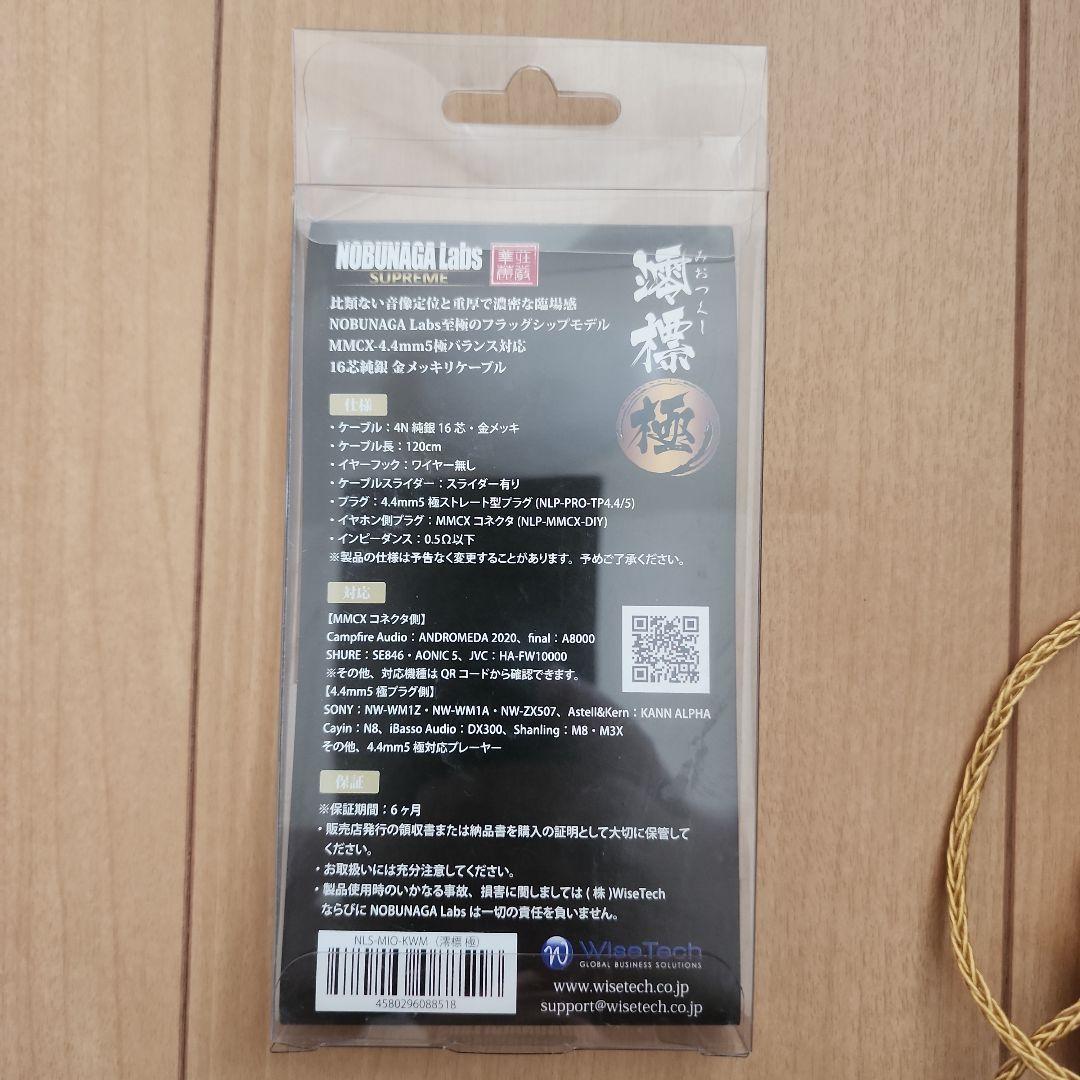 NOBUNAGA Labs
SUPREME
荘厳
華麗
澪標
みおつくし
極
比類ない音像定位と重厚で濃密な臨場感
NOBUNAGA Labs至極のフラッグシップモデル
MMCX-4.4mm5極バランス対応
16芯純銀 金メッキリケーブル
仕様
・ケーブル：4N 純銀 16 芯・金メッキ
・ケーブル長：120cm
・イヤーフック：ワイヤー無し
・ケーブルスライダー：スライダー有り
・プラグ：4.4mm5 極ストレート型プラグ (NLP-PRO-TP4.4/5)
・イヤホン側プラグ：MMCX コネクタ (NLP-MMCX-DIY)
・インピーダンス：0.5Ω以下
※製品の仕様は予告なく変更することがあります。予めご了承ください。
対応
【MMCX コネクタ側】
Campfire Audio：ANDROMEDA 2020、final：A8000
SHURE：SE846・AONIC 5、JVC：HA-FW10000
※その他、対応機種は QR コードから確認できます。
【4.4mm5 極プラグ側】
SONY：NW-WM1Z・NW-WM1A・NW-ZX507、Astell&Kern：KANN ALPHA
Cayin：N8、iBasso Audio：DX300、Shanling：M8・M3X
その他、4.4mm5 極対応プレーヤー
保証
※保証期間：6ヶ月
・販売店発行の領収書または納品書を購入の証明として大切に保管して
ください。
・お取扱いには充分注意してください。
・製品使用時のいかなる事故、損害に関しましては ( 株 )WiseTech
ならびに NOBUNAGA Labs は一切の責任を負いません。
NLS-MIO-KWM（澪標 極）
4580296088518
WiseTech
GLOBAL BUSINESS SOLUTIONS
www.wisetech.co.jp
support@wisetech.co.jp